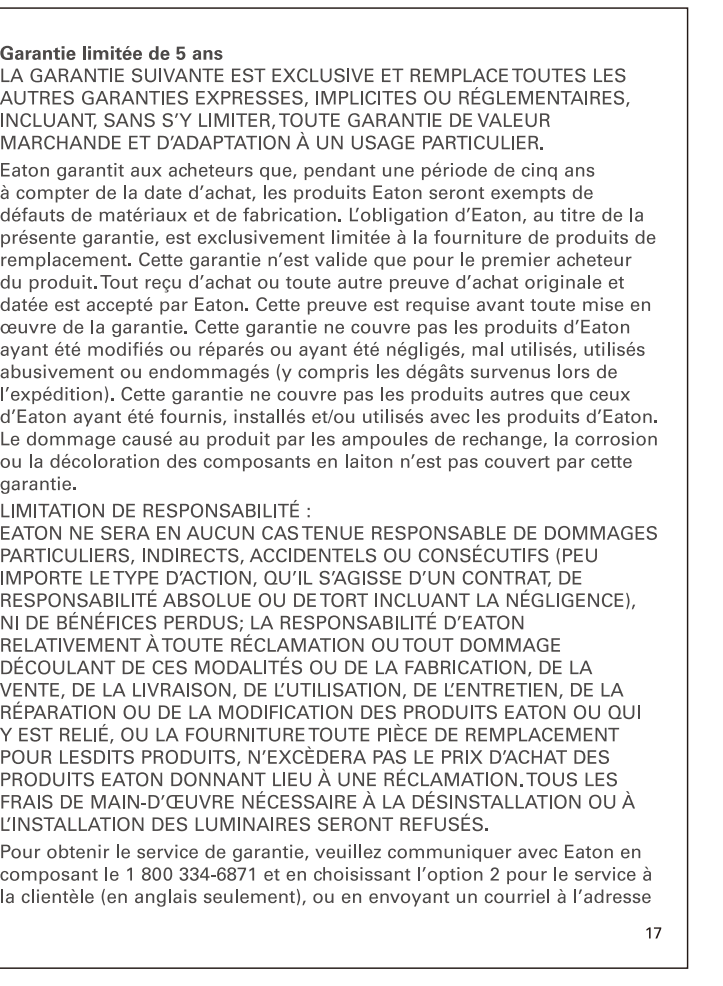 Garantie limitée de 5 ans
LA GARANTIE SUIVANTE EST EXCLUSIVE ET REMPLACE TOUTES LES
AUTRES GARANTIES EXPRESSES, IMPLICITES OU RÉGLEMENTAIRES,
INCLUANT, SANS S'Y LIMITER, TOUTE GARANTIE DE VALEUR
MARCHANDE ET D'ADAPTATION À UN USAGE PARTICULIER.
Eaton garantit aux acheteurs que, pendant une période de cinq ans
à compter de la date d'achat, les produits Eaton seront exempts de
défauts de matériaux et de fabrication. L'obligation d'Eaton, au titre de la
présente garantie, est exclusivement limitée à la fourniture de produits de
remplacement. Cette garantie n'est valide que pour le premier acheteur
du produit. Tout reçu d'achat ou toute autre preuve d'achat originale et
datée est accepté par Eaton. Cette preuve est requise avant toute mise en
œuvre de la garantie. Cette garantie ne couvre pas les produits d'Eaton
ayant été modifiés ou réparés ou ayant été négligés, mal utilisés, utilisés
abusivement ou endommagés (y compris les dégâts survenus lors de
l'expédition). Cette garantie ne couvre pas les produits autres que ceux
d'Eaton ayant été fournis, installés et/ou utilisés avec les produits d'Eaton.
Le dommage causé au produit par les ampoules de rechange, la corrosion
ou la décoloration des composants en laiton n'est pas couvert par cette
garantie.
LIMITATION DE RESPONSABILITÉ :
EATON NE SERA EN AUCUN CAS TENUE RESPONSABLE DE DOMMAGES
PARTICULIERS, INDIRECTS, ACCIDENTELS OU CONSÉCUTIFS (PEU
IMPORTE LE TYPE D'ACTION, QU'IL S'AGISSE D'UN CONTRAT, DE
RESPONSABILITÉ ABSOLUE OU DE TORT INCLUANT LA NÉGLIGENCE),
NI DE BÉNÉFICES PERDUS; LA RESPONSABILITÉ D'EATON
RELATIVEMENT À TOUTE RÉCLAMATION OU TOUT DOMMAGE
DÉCOULANT DE CES MODALITÉS OU DE LA FABRICATION, DE LA
VENTE, DE LA LIVRAISON, DE L'UTILISATION, DE L'ENTRETIEN, DE LA
RÉPARATION OU DE LA MODIFICATION DES PRODUITS EATON OU QUI
Y EST RELIÉ, OU LA FOURNITURE TOUTE PIÈCE DE REMPLACEMENT
POUR LESDITS PRODUITS, N'EXCÈDERA PAS LE PRIX D'ACHAT DES
PRODUITS EATON DONNANT LIEU À UNE RÉCLAMATION. TOUS LES
FRAIS DE MAIN-D'ŒUVRE NÉCESSAIRE À LA DÉSINSTALLATION OU À
L'INSTALLATION DES LUMINAIRES SERONT REFUSÉS.
Pour obtenir le service de garantie, veuillez communiquer avec Eaton en
composant le 1 800 334-6871 et en choisissant l'option 2 pour le service à
la clientèle (en anglais seulement), ou en envoyant un courriel à l'adresse
17